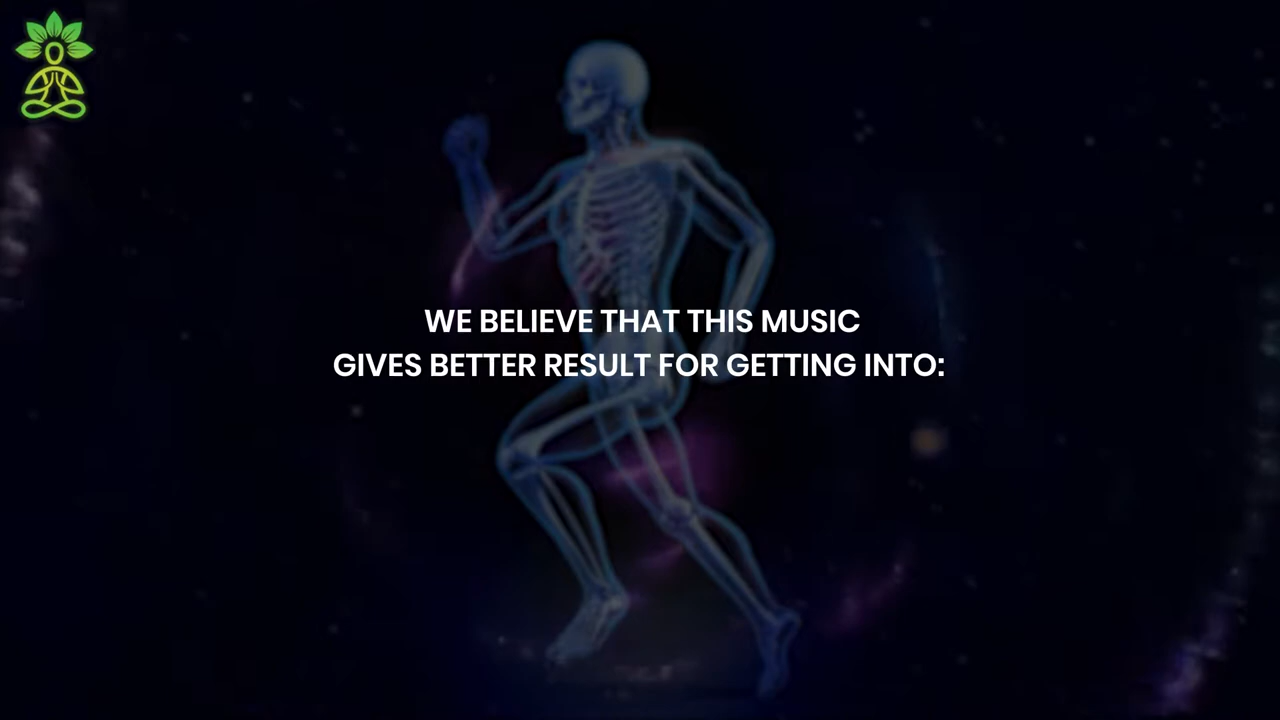 WE BELIEVE THAT THIS MUSIC
GIVES BETTER RESULT FOR GETTING INTO: